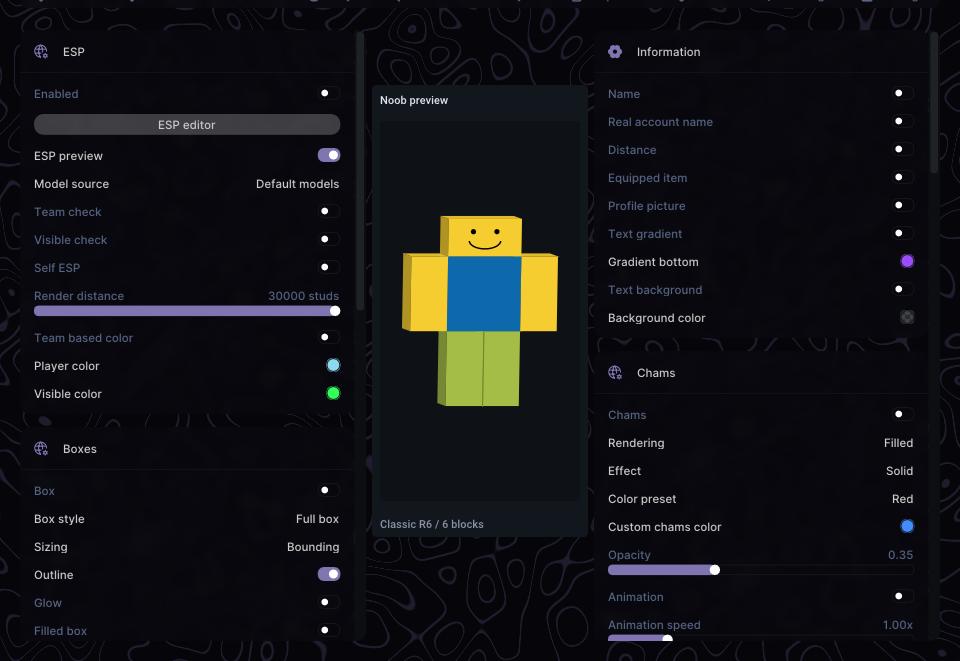 ESP
Enabled
ESP editor
ESP preview
Model source Default models
Team check
Visible check
Self ESP
Render distance 30000 studs
Team based color
Player color
Visible color
Boxes
Box
Box style Full box
Sizing Bounding
Outline
Glow
Filled box
Noob preview
Classic R6 / 6 blocks
Information
Name
Real account name
Distance
Equipped item
Profile picture
Text gradient
Gradient bottom
Text background
Background color
Chams
Chams
Rendering Filled
Effect Solid
Color preset Red
Custom chams color
Opacity 0.35
Animation
Animation speed 1.00x